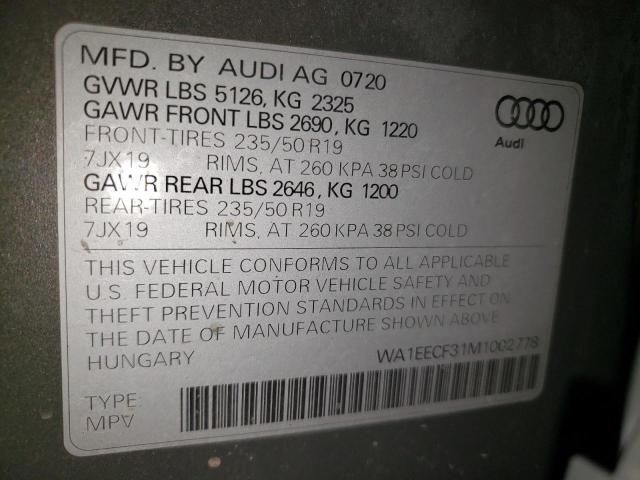 MFD. BY AUDI AG 0720
GVWR LBS 5126, KG 2325
GAWR FRONT LBS 2690, KG 1220
FRONT-TIRES 235/50 R19
7JX19 RIMS, AT 260 KPA 38 PSI COLD
GAWR REAR LBS 2646, KG 1200
REAR-TIRES 235/50 R19
7JX19 RIMS, AT 260 KPA 38 PSI COLD
Audi
THIS VEHICLE CONFORMS TO ALL APPLICABLE
U.S. FEDERAL MOTOR VEHICLE SAFETY AND
THEFT PREVENTION STANDARDS IN EFFECT ON
THE DATE OF MANUFACTURE SHOWN ABOVE
HUNGARY
WA1EECF31M1002778
TYPE:
MPV